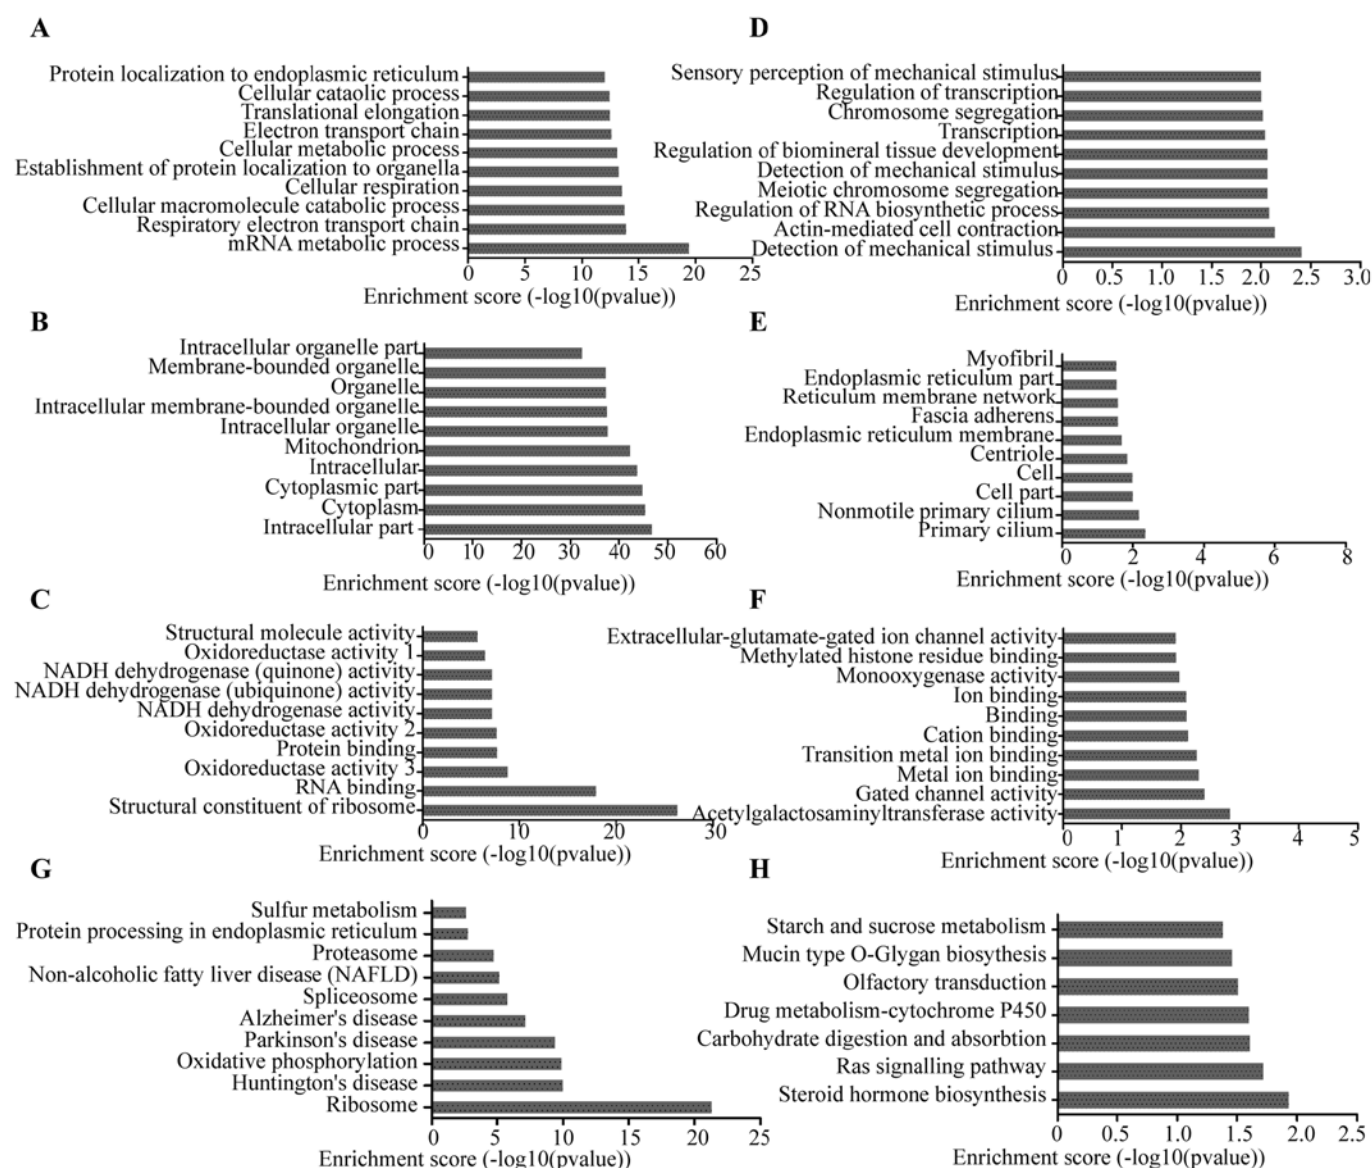 A
Protein localization to endoplasmic reticulum
Cellular cataolic process
Translational elongation
Electron transport chain
Cellular metabolic process
Establishment of protein localization to organella
Cellular respiration
Cellular macromolecule catabolic process
Respiratory electron transport chain
mRNA metabolic process
0 5 10 15 20 25
Enrichment score (-log10(pvalue))
B
Intracellular organelle part
Membrane-bounded organelle
Organelle
Intracellular membrane-bounded organelle
Intracellular organelle
Mitochondrion
Intracellular
Cytoplasmic part
Cytoplasm
Intracellular part
0 10 20 30 40 50 60
Enrichment score (-log10(pvalue))
C
Structural molecule activity
Oxidoreductase activity 1
NADH dehydrogenase (quinone) activity
NADH dehydrogenase (ubiquinone) activity
NADH dehydrogenase activity
Oxidoreductase activity 2
Protein binding
Oxidoreductase activity 3
RNA binding
Structural constituent of ribosome
0 10 20 30
Enrichment score (-log10(pvalue))
G
Sulfur metabolism
Protein processing in endoplasmic reticulum
Proteasome
Non-alcoholic fatty liver disease (NAFLD)
Spliceosome
Alzheimer's disease
Parkinson's disease
Oxidative phosphorylation
Huntington's disease
Ribosome
0 5 10 15 20 25
Enrichment score (-log10(pvalue))
D
Sensory perception of mechanical stimulus
Regulation of transcription
Chromosome segregation
Transcription
Regulation of biomineral tissue development
Detection of mechanical stimulus
Meiotic chromosome segregation
Regulation of RNA biosynthetic process
Actin-mediated cell contraction
Detection of mechanical stimulus
0 0.5 1.0 1.5 2.0 2.5 3.0
Enrichment score (-log10(pvalue))
E
Myofibril
Endoplasmic reticulum part
Reticulum membrane network
Fascia adherens
Endoplasmic reticulum membrane
Centriole
Cell
Cell part
Nonmotile primary cilium
Primary cilium
0 2 4 6 8
Enrichment score (-log10(pvalue))
F
Extracellular-glutamate-gated ion channel activity
Methylated histone residue binding
Monooxygenase activity
Ion binding
Binding
Cation binding
Transition metal ion binding
Metal ion binding
Gated channel activity
Acetylgalactosaminyltransferase activity
0 1 2 3 4 5
Enrichment score (-log10(pvalue))
H
Starch and sucrose metabolism
Mucin type O-Glygan biosythesis
Olfactory transduction
Drug metabolism-cytochrome P450
Carbohydrate digestion and absorbtion
Ras signalling pathway
Steroid hormone biosynthesis
0 0.5 1.0 1.5 2.0 2.5
Enrichment score (-log10(pvalue))